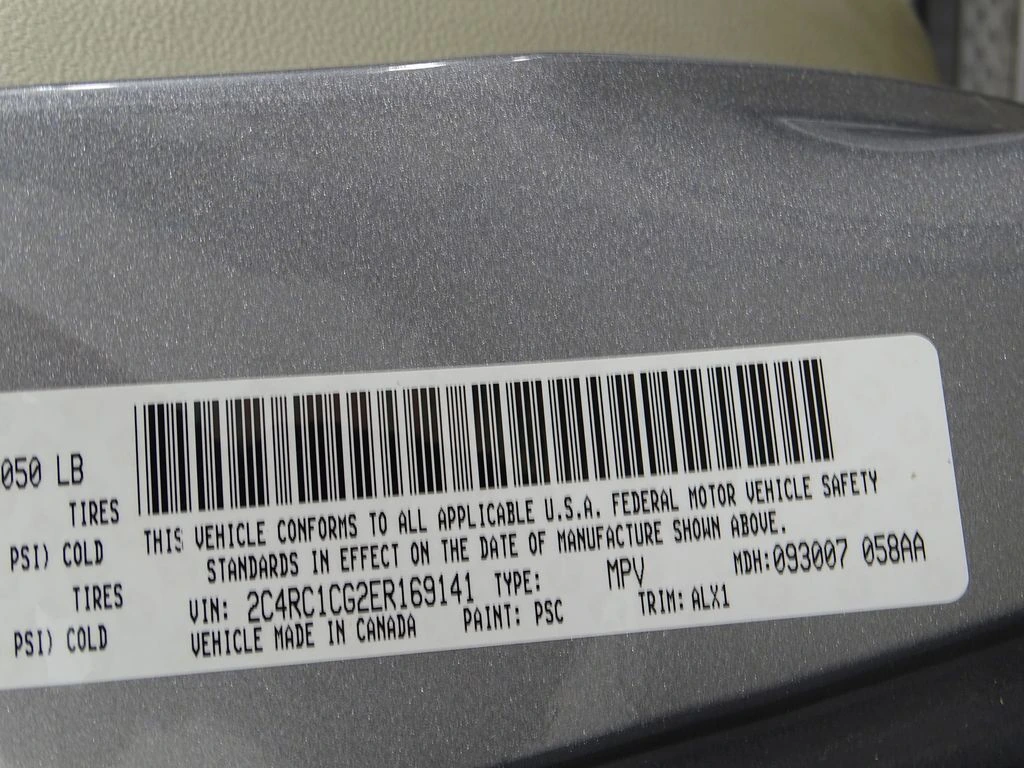 050 LB
TIRES
PSI) COLD
TIRES
PSI) COLD
THIS VEHICLE CONFORMS TO ALL APPLICABLE U.S.A. FEDERAL MOTOR VEHICLE SAFETY
STANDARDS IN EFFECT ON THE DATE OF MANUFACTURE SHOWN ABOVE.
VIN: 2C4RC1CG2ER169141 TYPE: MPV MDH:093007 058AA
VEHICLE MADE IN CANADA PAINT: PSC TRIM: ALX1